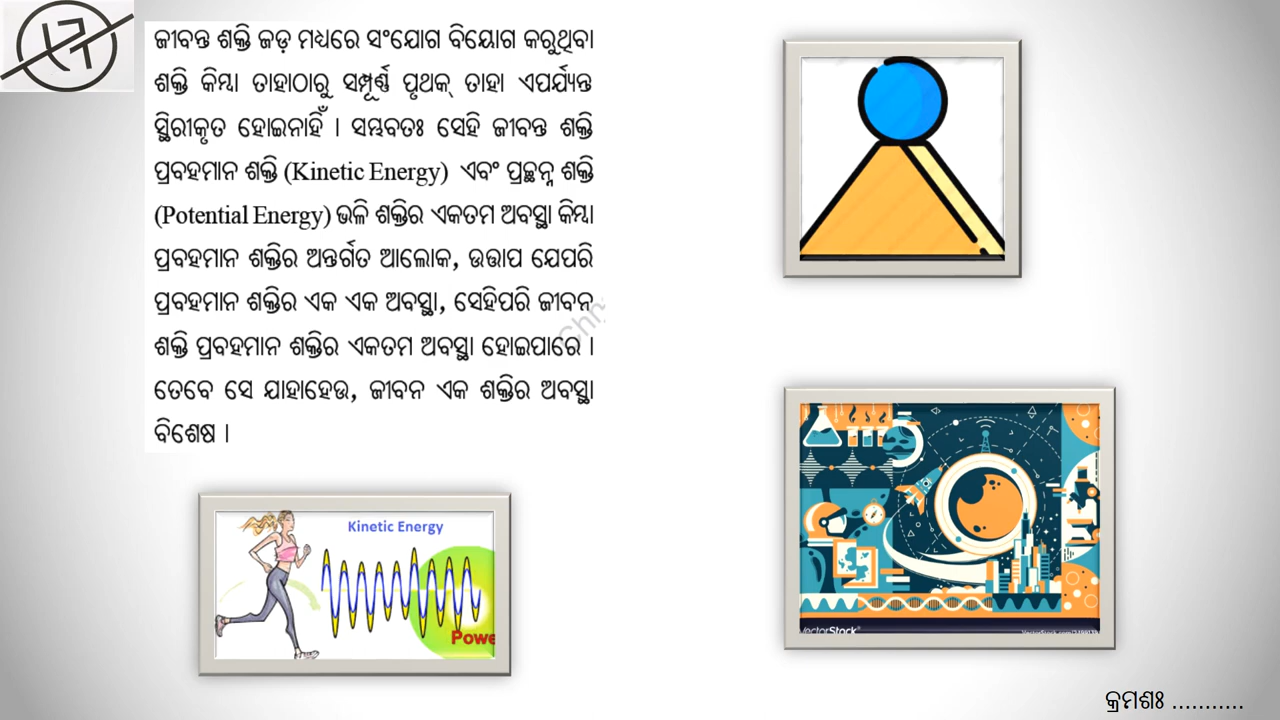 ଜୀବନ୍ତ ଶକ୍ତି ଜଡ଼ ମଧ୍ୟରେ ସଂଯୋଗ ବିୟୋଗ କରୁଥିବା
ଶକ୍ତି କିମ୍ବା ତାହାଠାରୁ ସମ୍ପୂର୍ଣ୍ଣ ପୃଥକ୍ ତାହା ଏପର୍ଯ୍ୟନ୍ତ
ସ୍ଥିରୀକୃତ ହୋଇନାହିଁ । ସମ୍ଭବତଃ ସେହି ଜୀବନ୍ତ ଶକ୍ତି
ପ୍ରବହମାନ ଶକ୍ତି (Kinetic Energy) ଏବଂ ପ୍ରଚ୍ଛନ୍ନ ଶକ୍ତି
(Potential Energy) ଭଳି ଶକ୍ତିର ଏକତମ ଅବସ୍ଥା କିମ୍ବା
ପ୍ରବହମାନ ଶକ୍ତିର ଅନ୍ତର୍ଗତ ଆଲୋକ, ଉତ୍ତାପ ଯେପରି
ପ୍ରବହମାନ ଶକ୍ତିର ଏକ ଏକ ଅବସ୍ଥା, ସେହିପରି ଜୀବନ
ଶକ୍ତି ପ୍ରବହମାନ ଶକ୍ତିର ଏକତମ ଅବସ୍ଥା ହୋଇପାରେ ।
ତେବେ ସେ ଯାହାହେଉ, ଜୀବନ ଏକ ଶକ୍ତିର ଅବସ୍ଥା
ବିଶେଷ ।
Kinetic Energy
Powe
VectorStock®
କ୍ରମଶଃ ...........